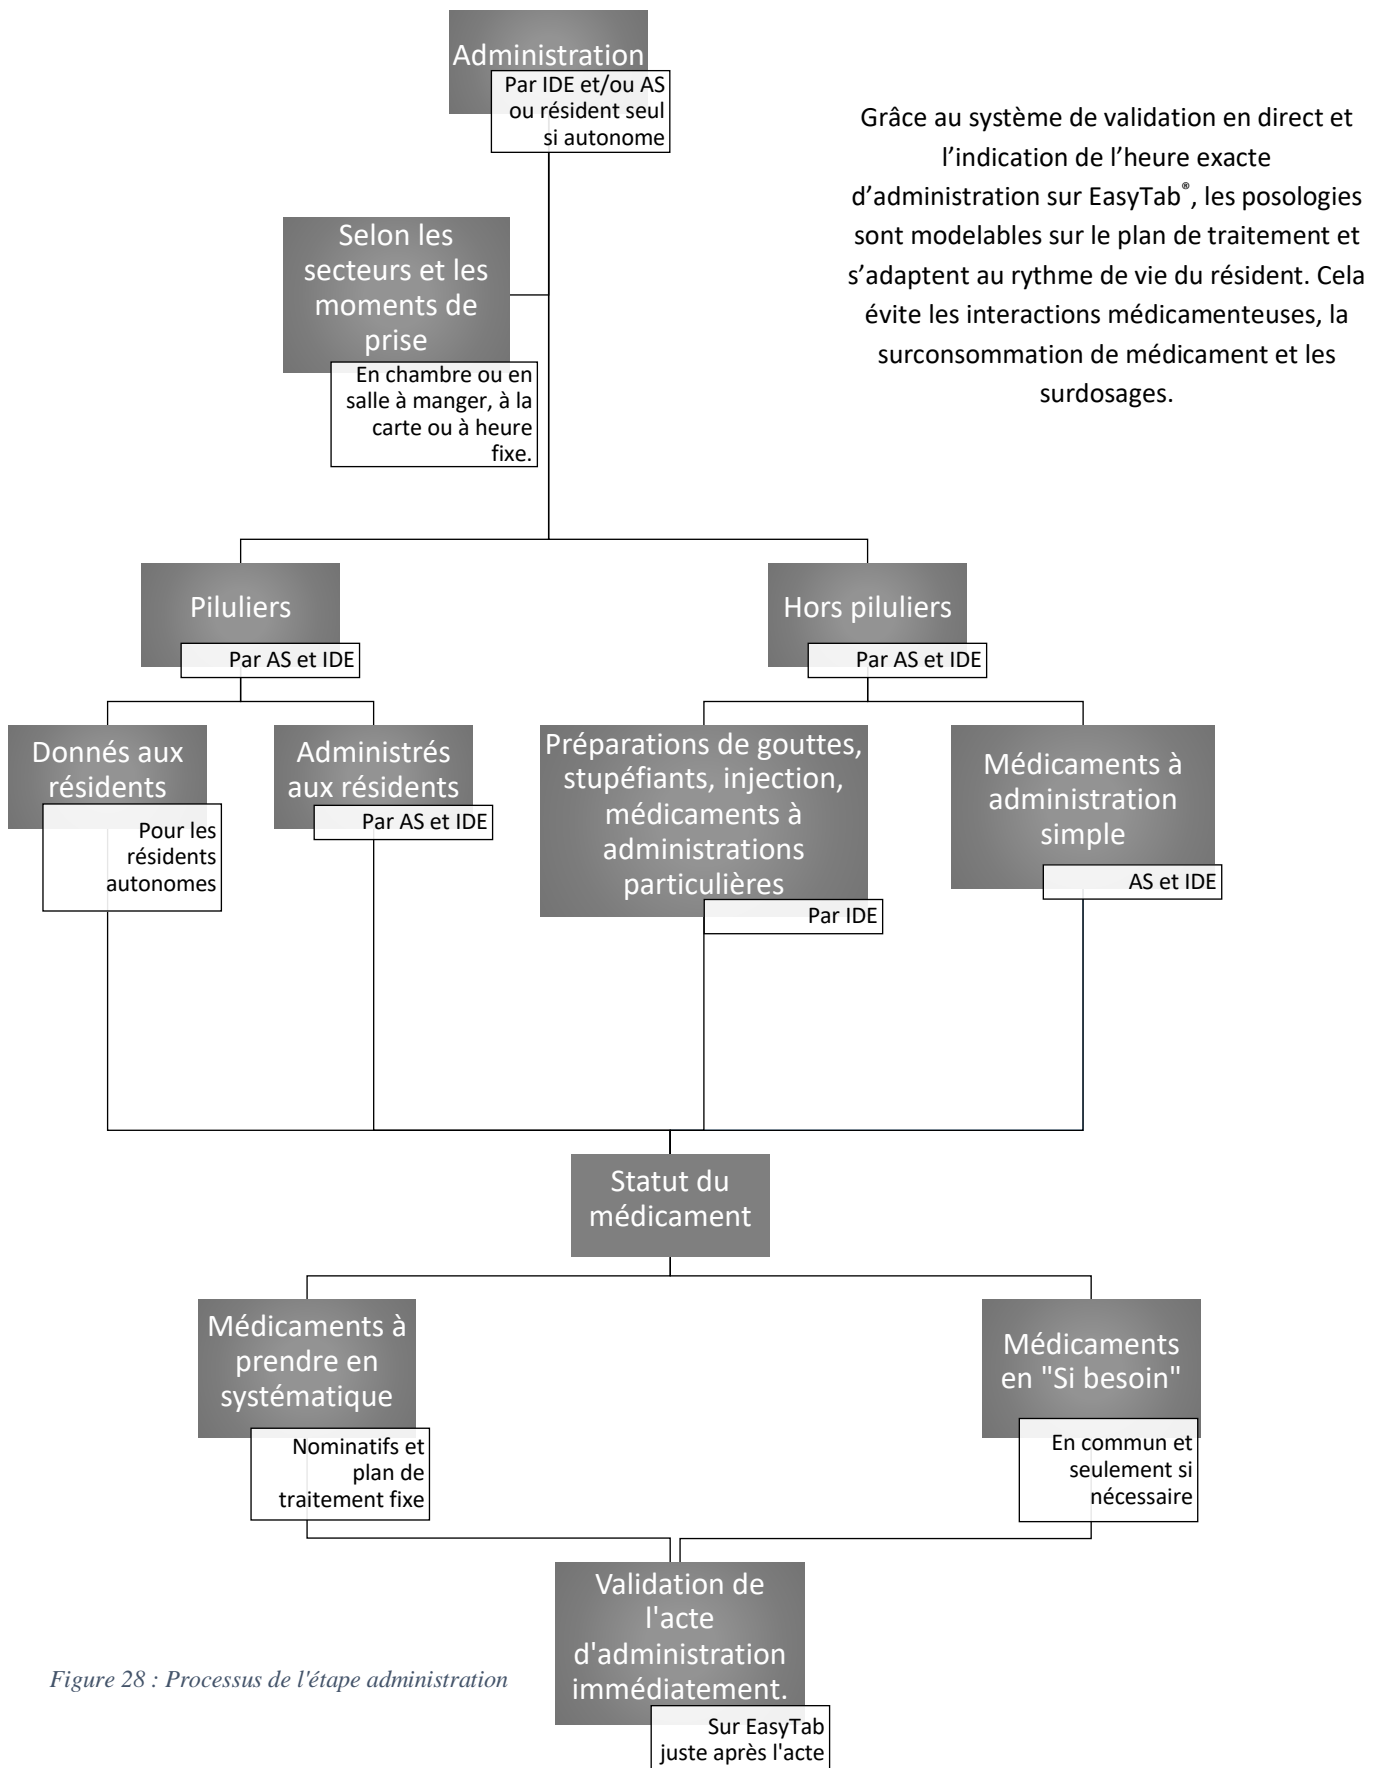 Administration
Par IDE et/ou AS
ou résident seul
si autonome
Grâce au système de validation en direct et
l’indication de l’heure exacte
d’administration sur EasyTab®, les posologies
sont modelables sur le plan de traitement et
s’adaptent au rythme de vie du résident. Cela
évite les interactions médicamenteuses, la
surconsommation de médicament et les
surdosages.
Selon les
secteurs et les
moments de
prise
En chambre ou en
salle à manger, à la
carte ou à heure
fixe.
Piluliers
Par AS et IDE
Hors piluliers
Par AS et IDE
Donnés aux
résidents
Pour les
résidents
autonomes
Administrés
aux résidents
Par AS et IDE
Préparations de gouttes,
stupéfiants, injection,
médicaments à
administrations
particulières
Par IDE
Médicaments à
administration
simple
AS et IDE
Statut du
médicament
Médicaments à
prendre en
systématique
Nominatifs et
plan de
traitement fixe
Médicaments
en "Si besoin"
En commun et
seulement si
nécessaire
Validation de
l'acte
d'administration
immédiatement.
Sur EasyTab
juste après l'acte
Figure 28 : Processus de l'étape administration